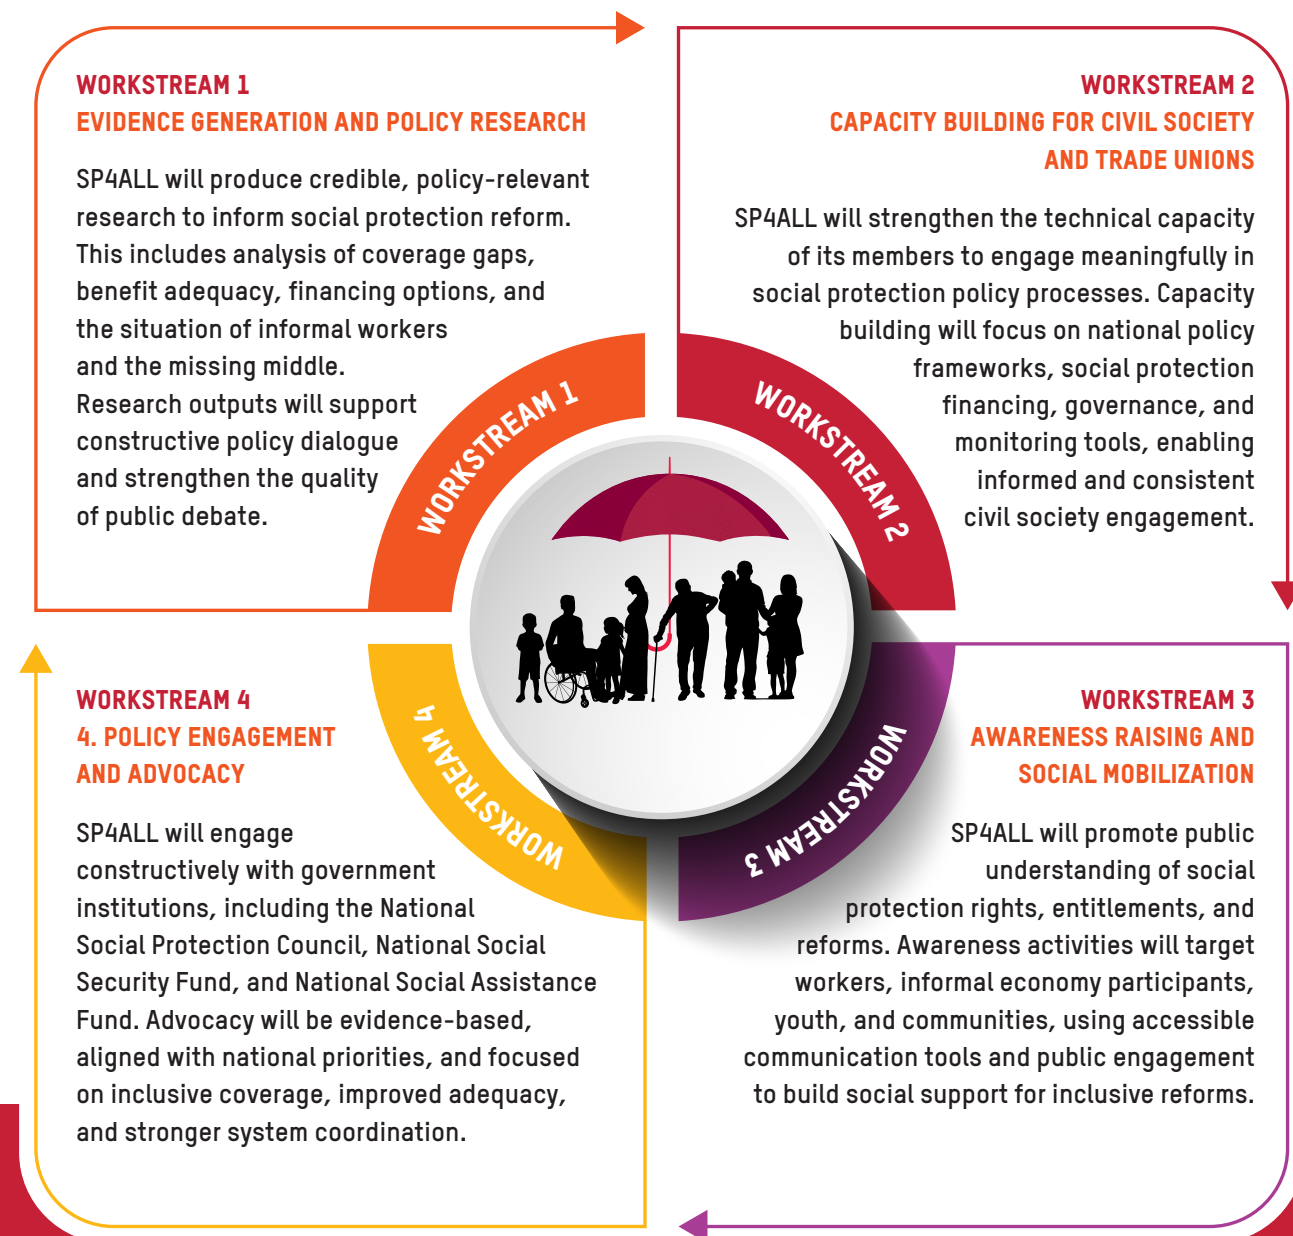 WORKSTREAM 1
EVIDENCE GENERATION AND POLICY RESEARCH
SP4ALL will produce credible, policy-relevant
research to inform social protection reform.
This includes analysis of coverage gaps,
benefit adequacy, financing options, and
the situation of informal workers
and the missing middle.
Research outputs will support
constructive policy dialogue
and strengthen the quality
of public debate.
WORKSTREAM 2
CAPACITY BUILDING FOR CIVIL SOCIETY
AND TRADE UNIONS
SP4ALL will strengthen the technical capacity
of its members to engage meaningfully in
social protection policy processes. Capacity
building will focus on national policy
frameworks, social protection
financing, governance, and
monitoring tools, enabling
informed and consistent
civil society engagement.
WORKSTREAM 1
WORKSTREAM 2
WORKSTREAM 3
WORKSTREAM 4
WORKSTREAM 3
AWARENESS RAISING AND
SOCIAL MOBILIZATION
SP4ALL will promote public
understanding of social
protection rights, entitlements, and
reforms. Awareness activities will target
workers, informal economy participants,
youth, and communities, using accessible
communication tools and public engagement
to build social support for inclusive reforms.
WORKSTREAM 4
4. POLICY ENGAGEMENT
AND ADVOCACY
SP4ALL will engage
constructively with government
institutions, including the National
Social Protection Council, National Social
Security Fund, and National Social Assistance
Fund. Advocacy will be evidence-based,
aligned with national priorities, and focused
on inclusive coverage, improved adequacy,
and stronger system coordination.